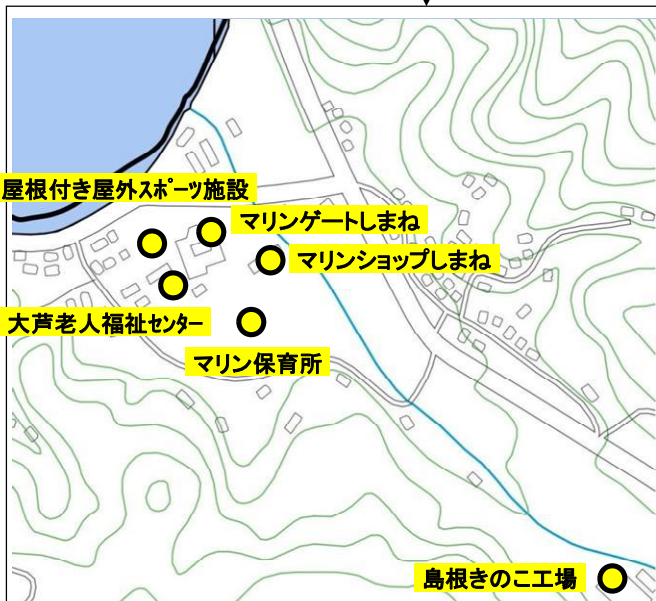 屋根付き屋外スポーツ施設
マリンゲートしまね
マリンショップしまね
大芦老人福祉センター
マリン保育所
島根きのこ工場